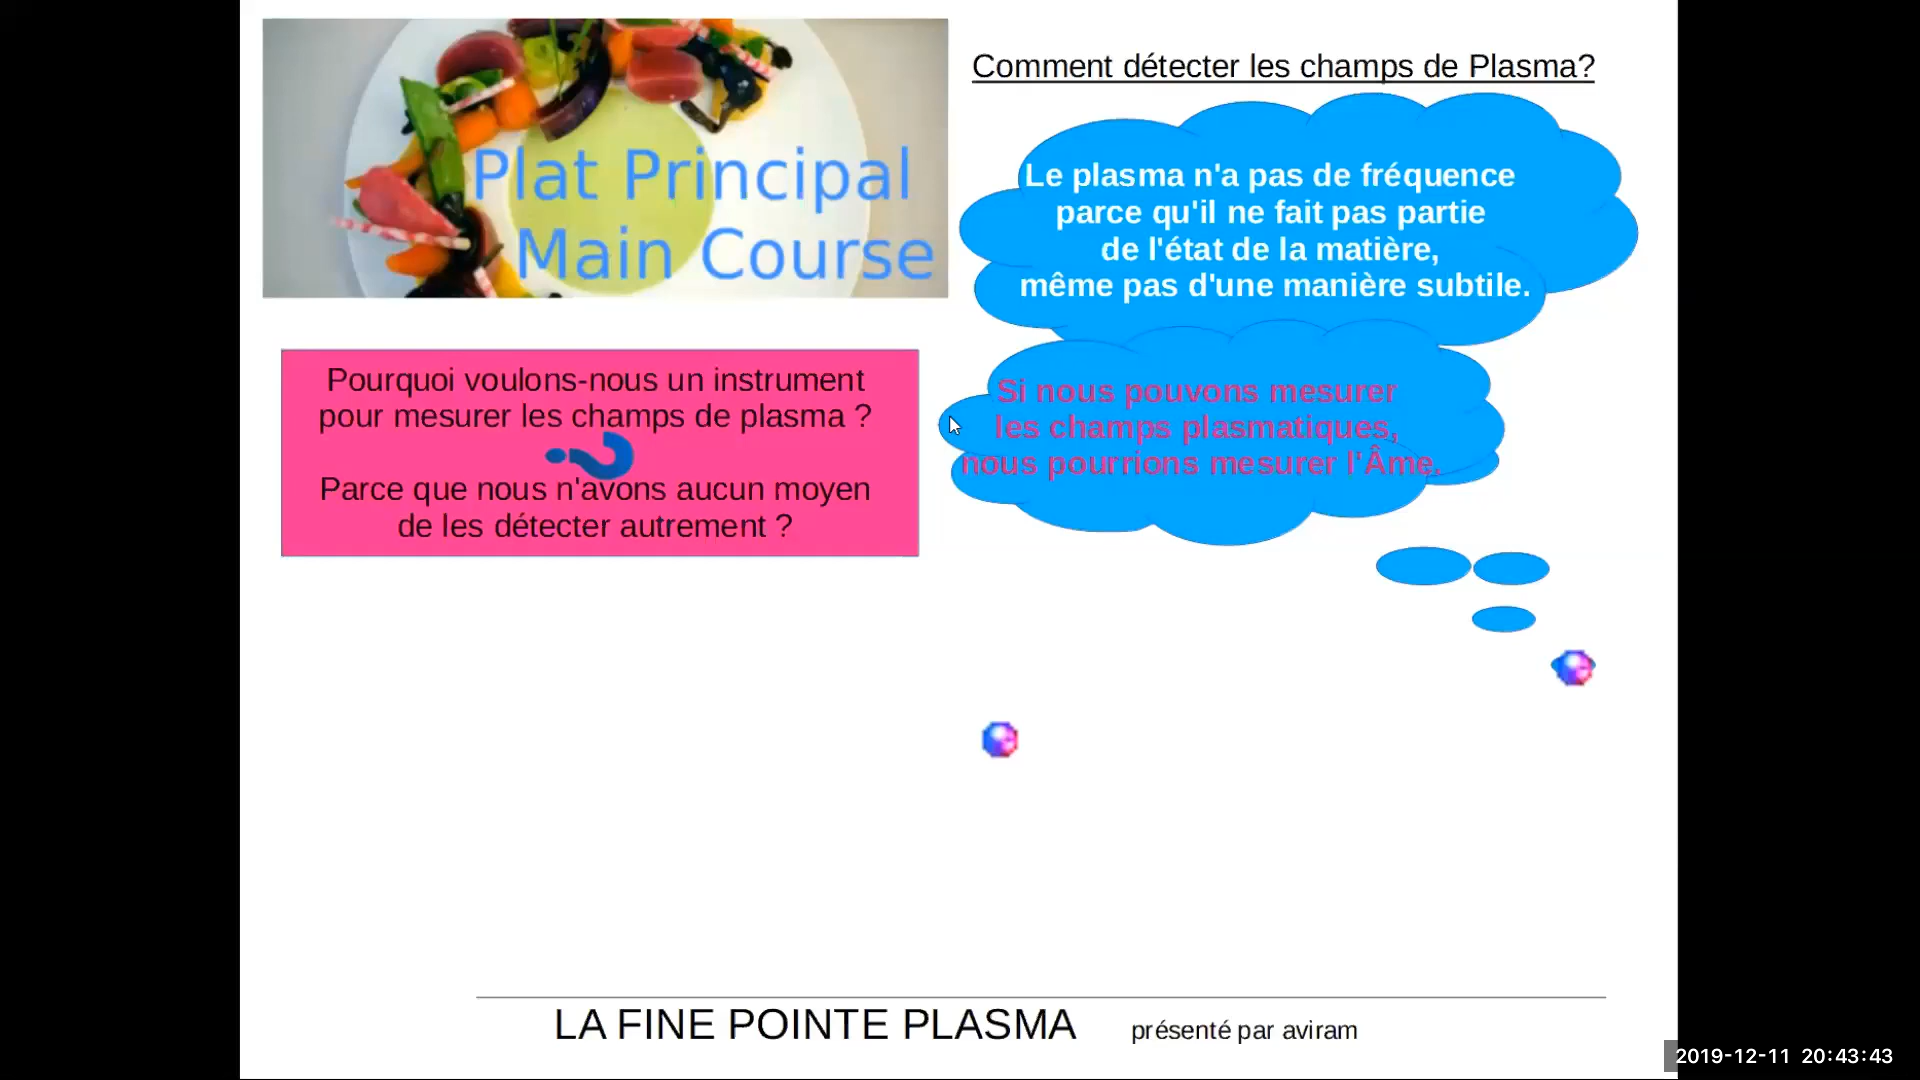 Plat Principal
Main Course
Comment détecter les champs de Plasma?
Le plasma n'a pas de fréquence
parce qu'il ne fait pas partie
de l'état de la matière,
même pas d'une manière subtile.
Pourquoi voulons-nous un instrument
pour mesurer les champs de plasma ?
?
Parce que nous n'avons aucun moyen
de les détecter autrement ?
Si nous pouvons mesurer
les champs plasmatiques,
nous pourrions mesurer l'Âme.
LA FINE POINTE PLASMA présenté par aviram
2019-12-11 20:43:43